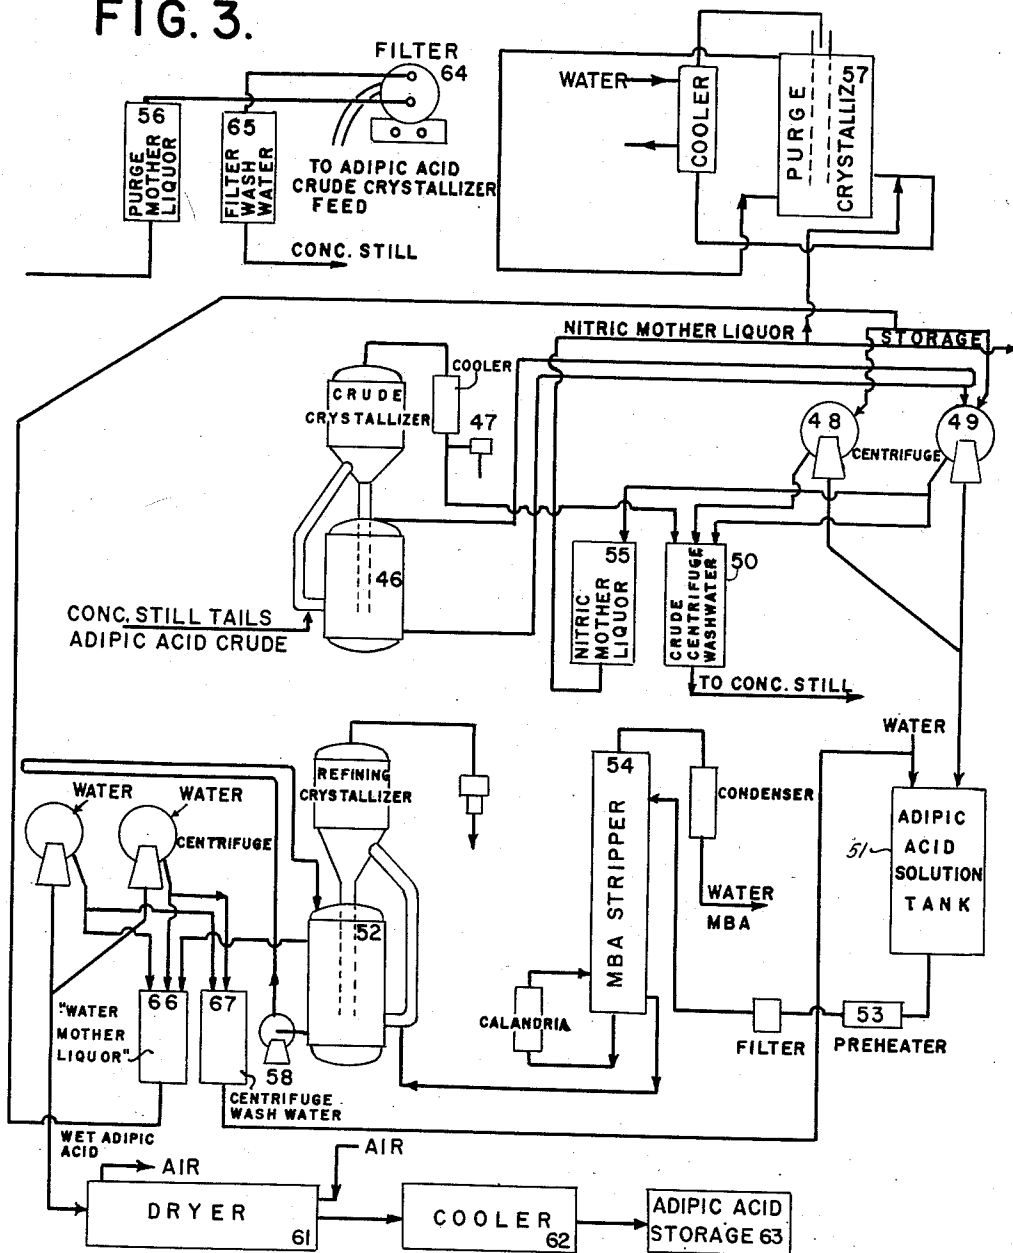 FIG. 3.
FILTER
64
56
PURGE
MOTHER
LIQUOR
65
FILTER
WASH
WATER
TO ADIPIC ACID
CRUDE CRYSTALLIZER
FEED
CONC. STILL
WATER
COOLER
57
PURGE
CRYSTALLIZ
NITRIC MOTHER LIQUOR
STORAGE
CRUDE
CRYSTALLIZER
COOLER
47
48
49
CENTRIFUGE
46
55
NITRIC
MOTHER
LIQUOR
CRUDE
CENTRIFUGE
WASHWATER
50
CONC. STILL TAILS
ADIPIC ACID CRUDE
TO CONC. STILL
WATER
WATER
WATER
CENTRIFUGE
REFINING
CRYSTALLIZER
52
54
MBA STRIPPER
CONDENSER
WATER
MBA
ADIPIC
ACID
SOLUTION
TANK
51
CALANDRIA
FILTER
53
PREHEATER
"WATER
MOTHER
LIQUOR"
66
67
58
CENTRIFUGE
WASH WATER
WET ADIPIC
ACID
AIR
AIR
DRYER
61
COOLER
62
ADIPIC ACID
STORAGE 63